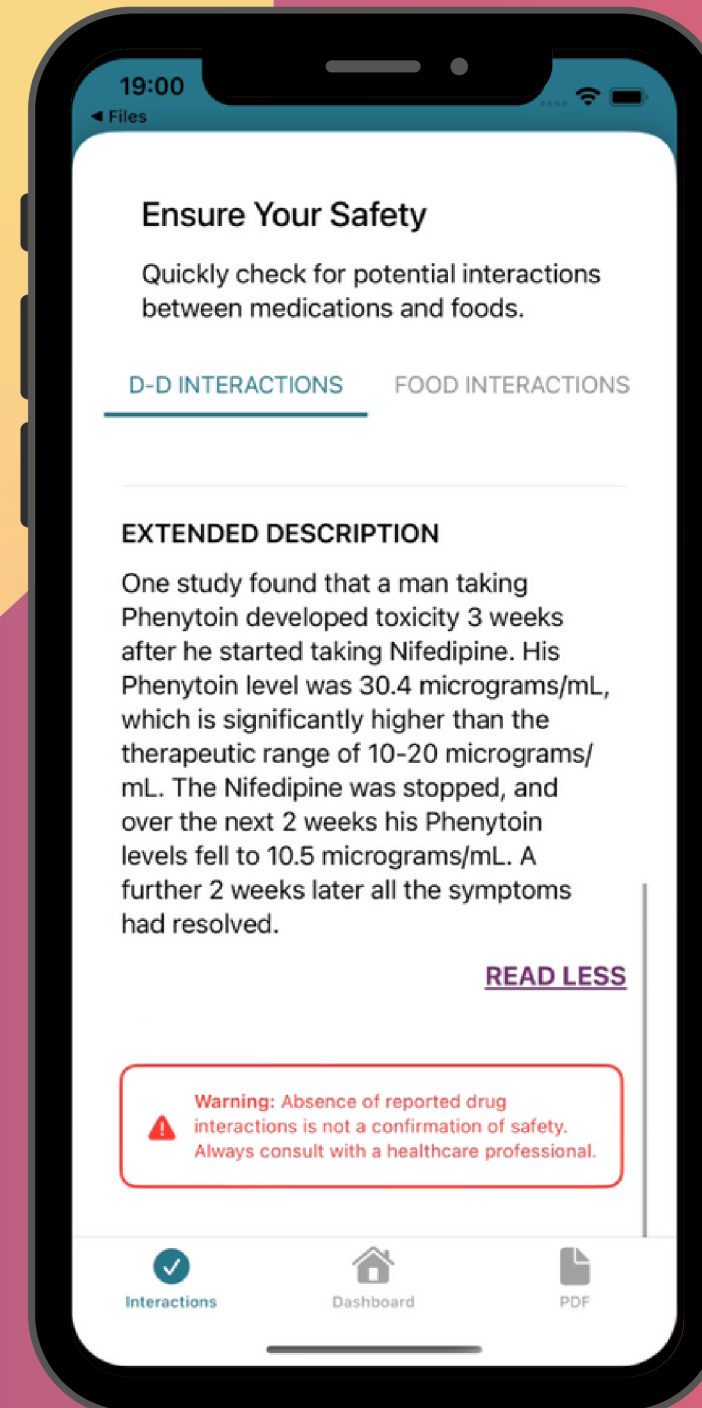 19:00
◀ Files
Ensure Your Safety
Quickly check for potential interactions
between medications and foods.
D-D INTERACTIONS FOOD INTERACTIONS
EXTENDED DESCRIPTION
One study found that a man taking
Phenytoin developed toxicity 3 weeks
after he started taking Nifedipine. His
Phenytoin level was 30.4 micrograms/mL,
which is significantly higher than the
therapeutic range of 10-20 micrograms/
mL. The Nifedipine was stopped, and
over the next 2 weeks his Phenytoin
levels fell to 10.5 micrograms/mL. A
further 2 weeks later all the symptoms
had resolved.
READ LESS
Warning: Absence of reported drug
interactions is not a confirmation of safety.
Always consult with a healthcare professional.
Interactions Dashboard PDF